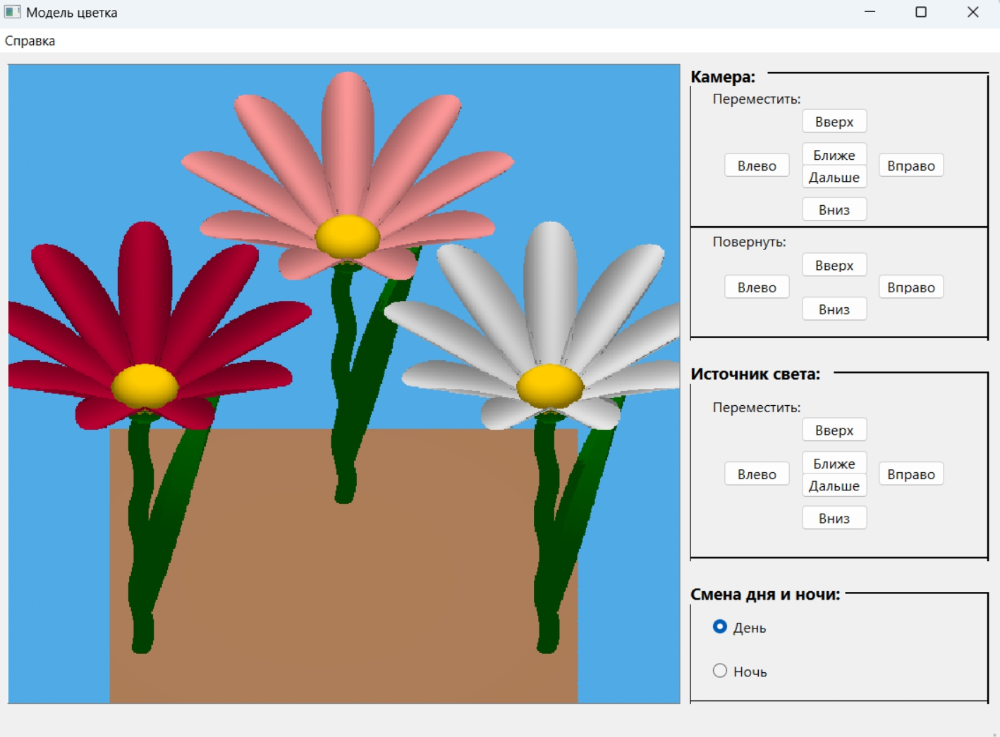 Модель цветка
Справка
Камера:
Переместить:
Вверх
Ближе
Влево
Вправо
Дальше
Вниз
Повернуть:
Вверх
Влево
Вправо
Вниз
Источник света:
Переместить:
Вверх
Ближе
Влево
Вправо
Дальше
Вниз
Смена дня и ночи:
День
Ночь